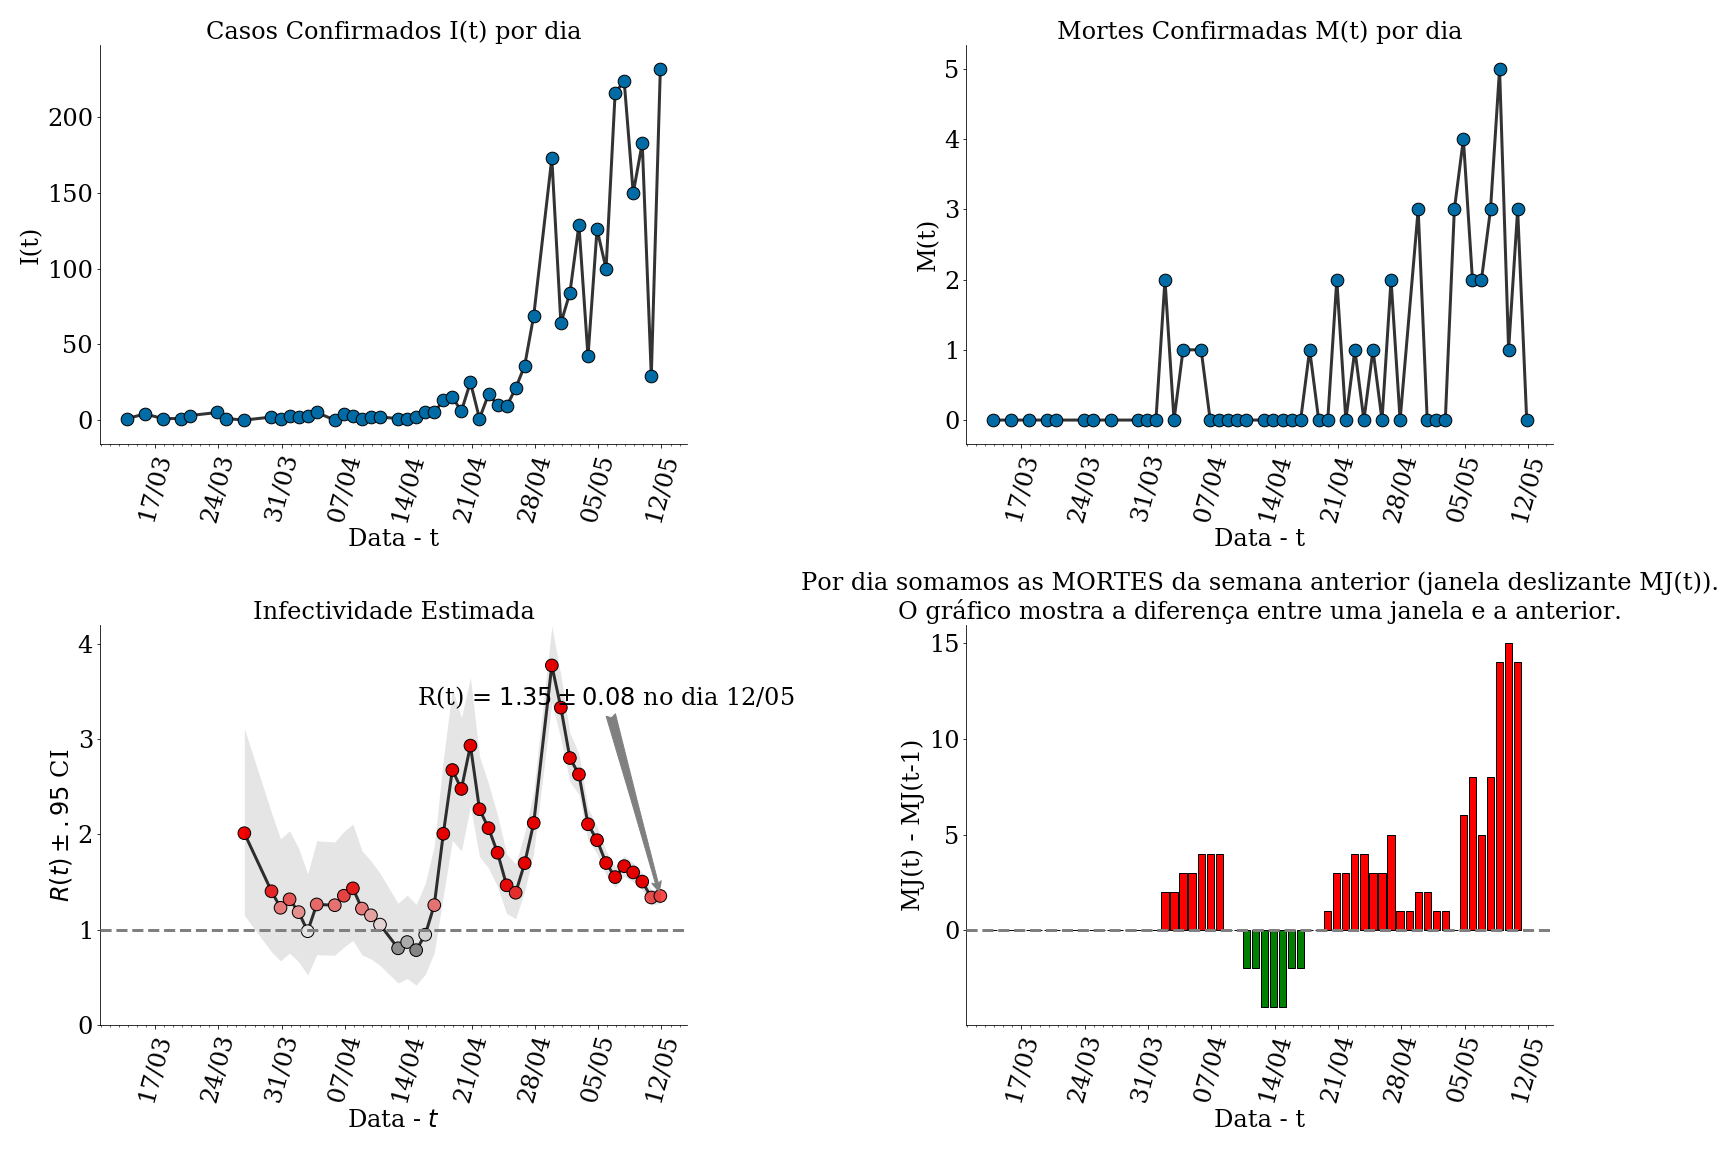 Casos Confirmados I(t) por dia
I(t)
200
150
100
50
0
17/03 24/03 31/03 07/04 14/04 21/04 28/04 05/05 12/05
Data - t
Mortes Confirmadas M(t) por dia
M(t)
5
4
3
2
1
0
17/03 24/03 31/03 07/04 14/04 21/04 28/04 05/05 12/05
Data - t
Infectividade Estimada
R(t) ± .95 CI
4
3
2
1
0
R(t) = 1.35 ± 0.08 no dia 12/05
17/03 24/03 31/03 07/04 14/04 21/04 28/04 05/05 12/05
Data - t
Por dia somamos as MORTES da semana anterior (janela deslizante MJ(t)).
O gráfico mostra a diferença entre uma janela e a anterior.
MJ(t) - MJ(t-1)
15
10
5
0
17/03 24/03 31/03 07/04 14/04 21/04 28/04 05/05 12/05
Data - t